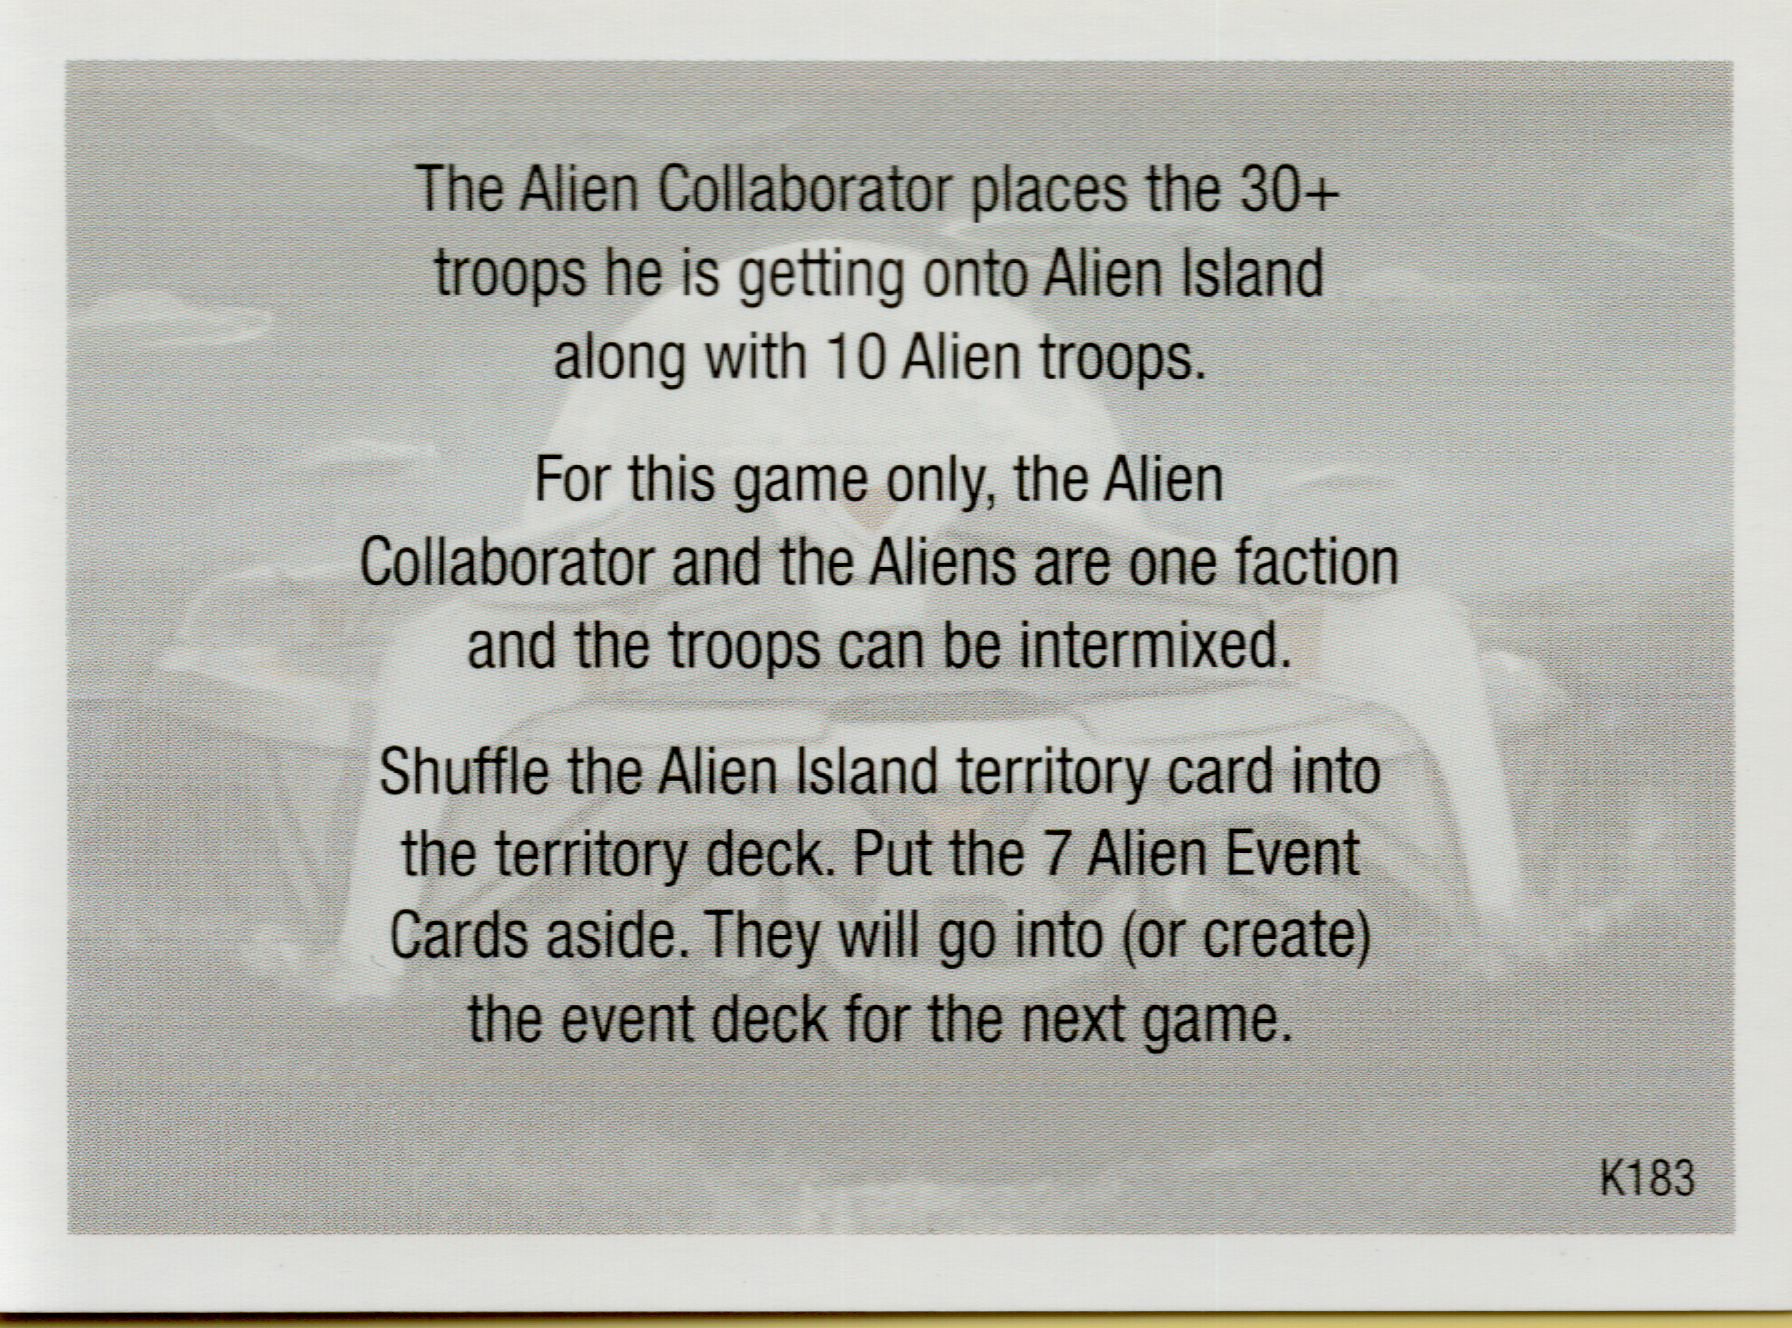 The Alien Collaborator places the 30+
troops he is getting onto Alien Island
along with 10 Alien troops.
For this game only, the Alien
Collaborator and the Aliens are one faction
and the troops can be intermixed.
Shuffle the Alien Island territory card into
the territory deck. Put the 7 Alien Event
Cards aside. They will go into (or create)
the event deck for the next game.
K183